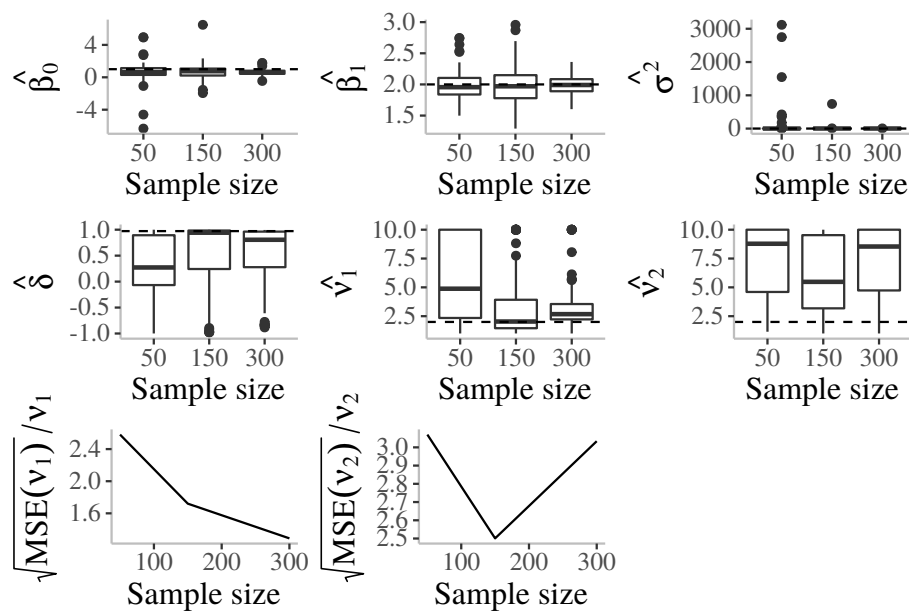 β̂₀
4
0
-4
50 150 300
Sample size
β̂₁
3.0
2.5
2.0
1.5
50 150 300
Sample size
σ̂²
3000
2000
1000
0
50 150 300
Sample size
δ̂
1.0
0.5
0.0
-0.5
-1.0
50 150 300
Sample size
ν̂₁
10.0
7.5
5.0
2.5
50 150 300
Sample size
ν̂₂
10.0
7.5
5.0
2.5
50 150 300
Sample size
√MSE(ν₁) /ν₁
2.4
2.0
1.6
100 200 300
Sample size
√MSE(ν₂) /ν₂
3.0
2.9
2.8
2.7
2.6
2.5
100 200 300
Sample size